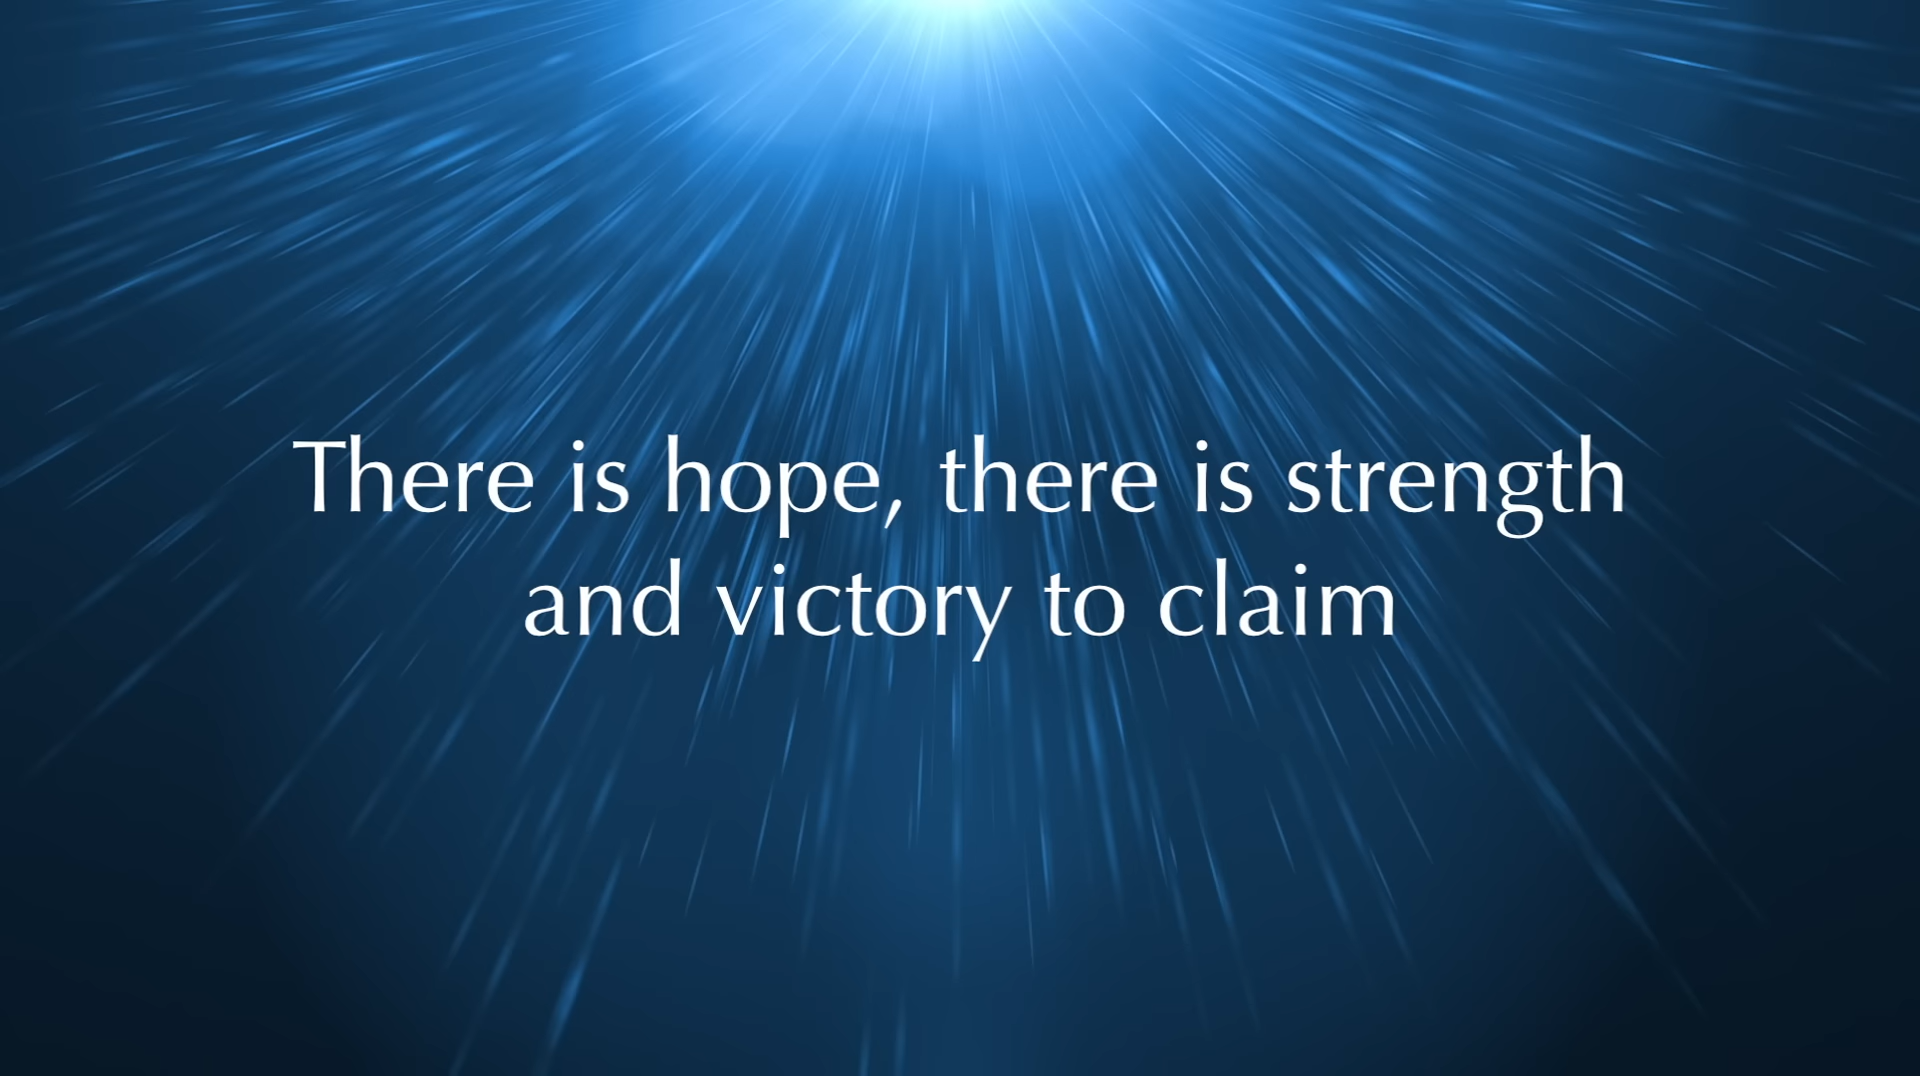 There is hope, there is strength
and victory to claim